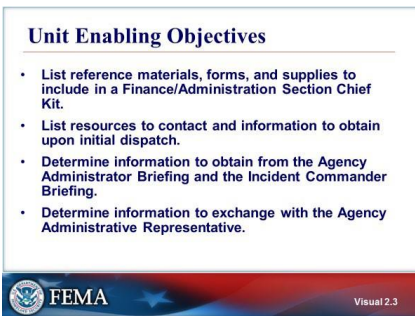 Unit Enabling Objectives
• List reference materials, forms, and supplies to
include in a Finance/Administration Section Chief
Kit.
• List resources to contact and information to obtain
upon initial dispatch.
• Determine information to obtain from the Agency
Administrator Briefing and the Incident Commander
Briefing.
• Determine information to exchange with the Agency
Administrative Representative.
FEMA
Visual 2.3